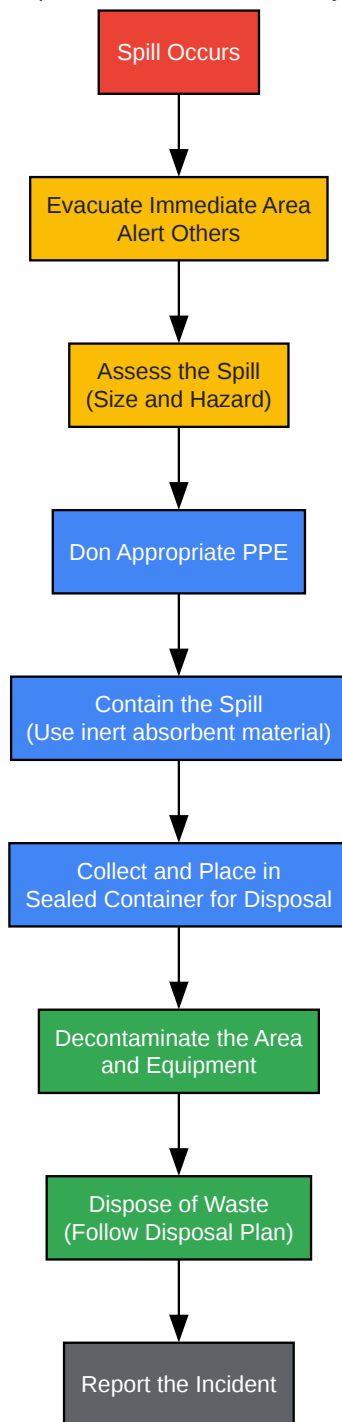 Spill Occurs
Evacuate Immediate Area
Alert Others
Assess the Spill
(Size and Hazard)
Don Appropriate PPE
Contain the Spill
(Use inert absorbent material)
Collect and Place in
Sealed Container for Disposal
Decontaminate the Area
and Equipment
Dispose of Waste
(Follow Disposal Plan)
Report the Incident